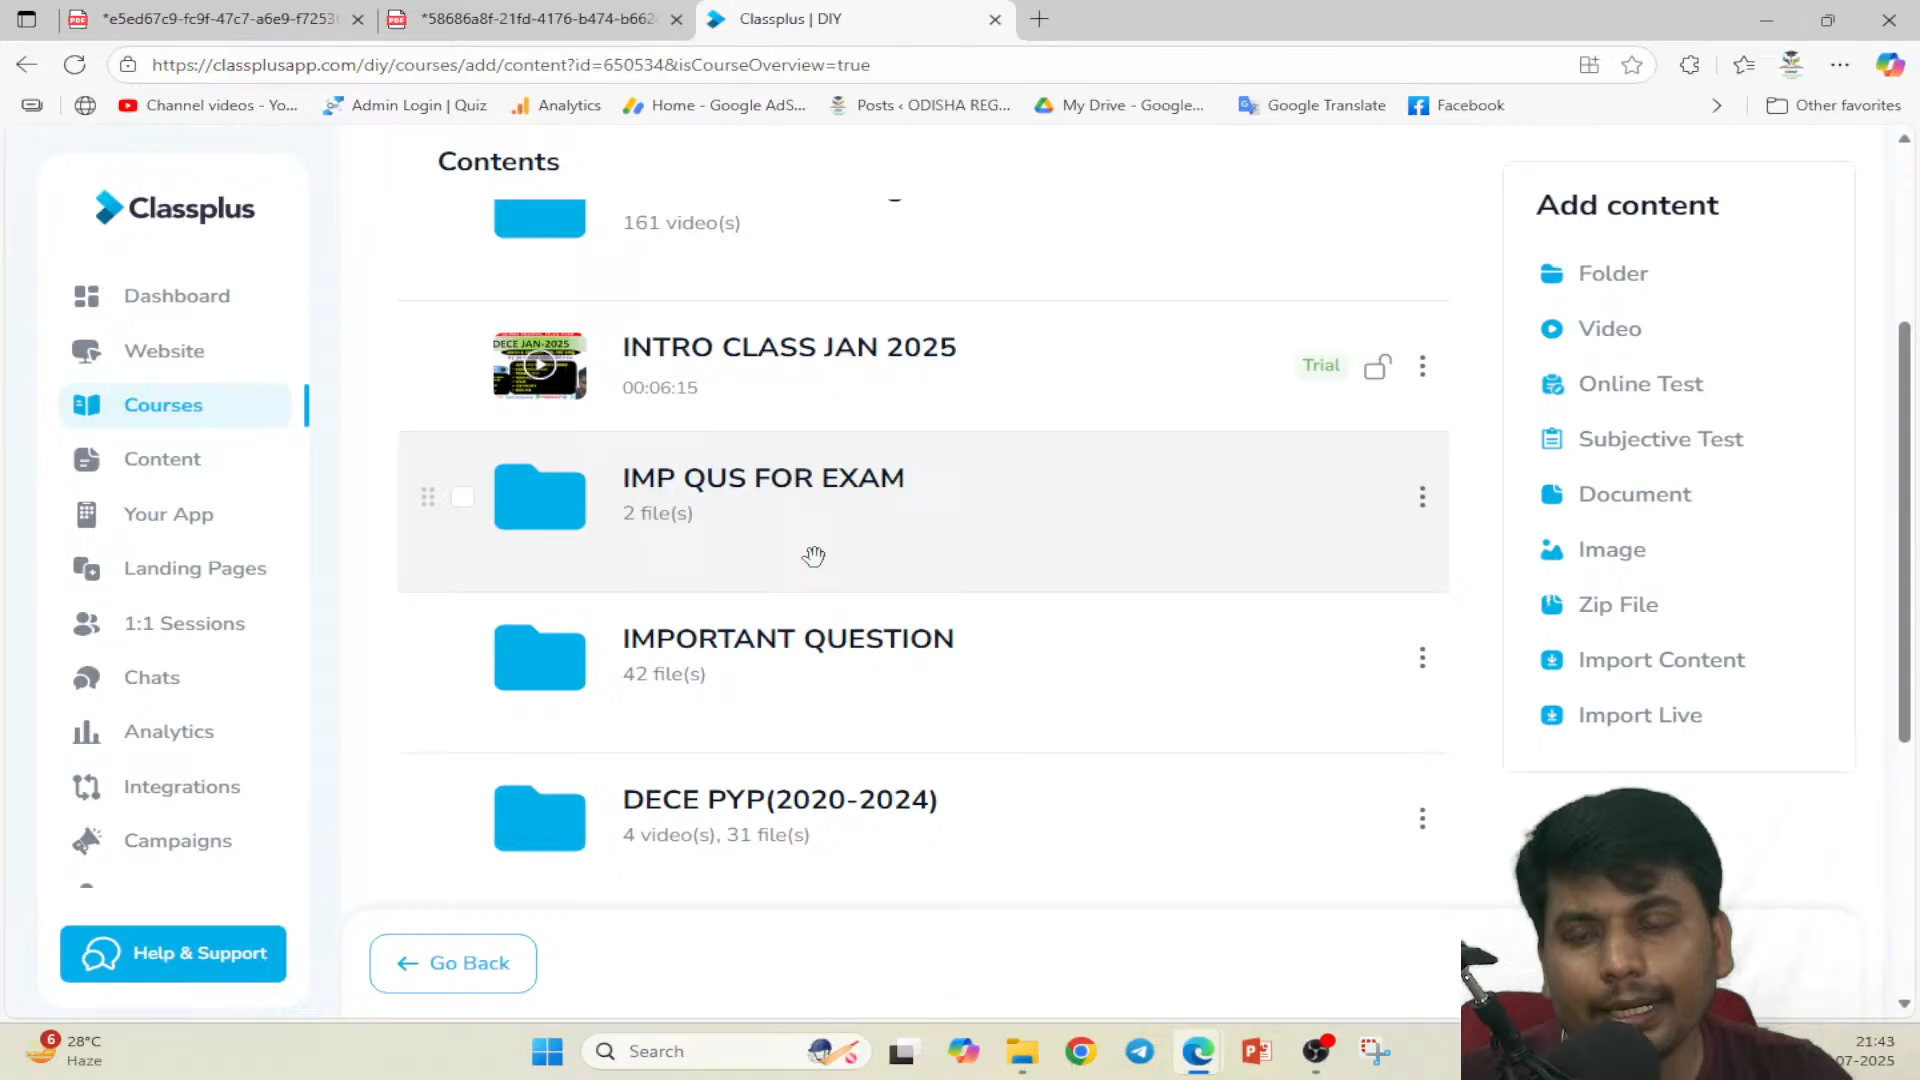 *e5ed67c9-fc9f-47c7-a6e9-f7253
*58686a8f-21fd-4176-b474-b662
Classplus | DIY
https://classplusapp.com/diy/courses/add/content?id=650534&isCourseOverview=true
Channel videos - Yo...
Admin Login | Quiz
Analytics
Home - Google AdS...
Posts ‹ ODISHA REG...
My Drive - Google...
Google Translate
Facebook
Other favorites
Classplus
Dashboard
Website
Courses
Content
Your App
Landing Pages
1:1 Sessions
Chats
Analytics
Integrations
Campaigns
Help & Support
Contents
161 video(s)
DECE JAN-2025
INTRO CLASS JAN 2025
00:06:15
Trial
IMP QUS FOR EXAM
2 file(s)
IMPORTANT QUESTION
42 file(s)
DECE PYP(2020-2024)
4 video(s), 31 file(s)
Go Back
Add content
Folder
Video
Online Test
Subjective Test
Document
Image
Zip File
Import Content
Import Live
6
28°C
Haze
Search
21:43
07-2025